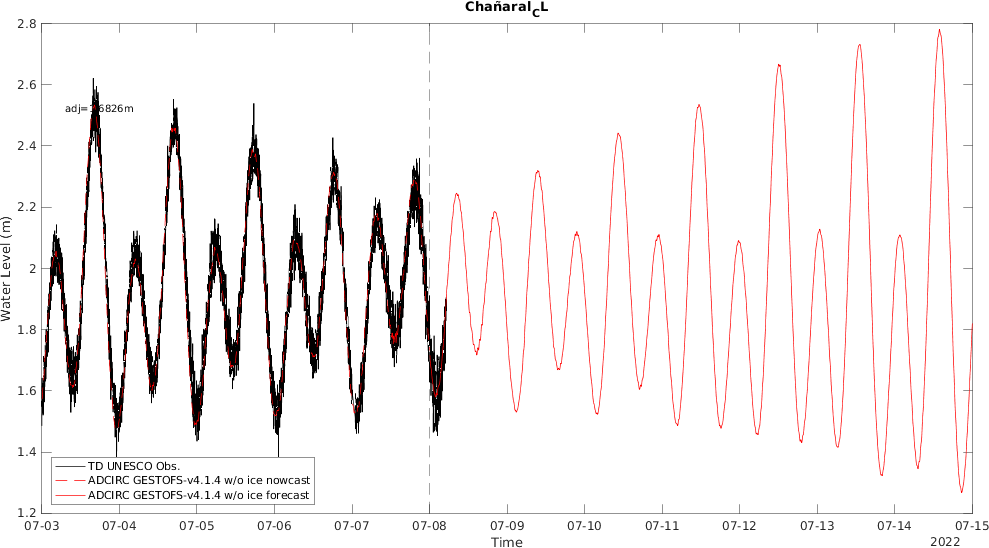 Chañaral_CL
2.8
2.6
2.4
2.2
2
1.8
1.6
1.4
1.2
Water Level (m)
TD UNESCO Obs.
ADCIRC GESTOFS-v4.1.4 w/o ice nowcast
ADCIRC GESTOFS-v4.1.4 w/o ice forecast
07-03 07-04 07-05 07-06 07-07 07-08 07-09 07-10 07-11 07-12 07-13 07-14 07-15
Time
2022